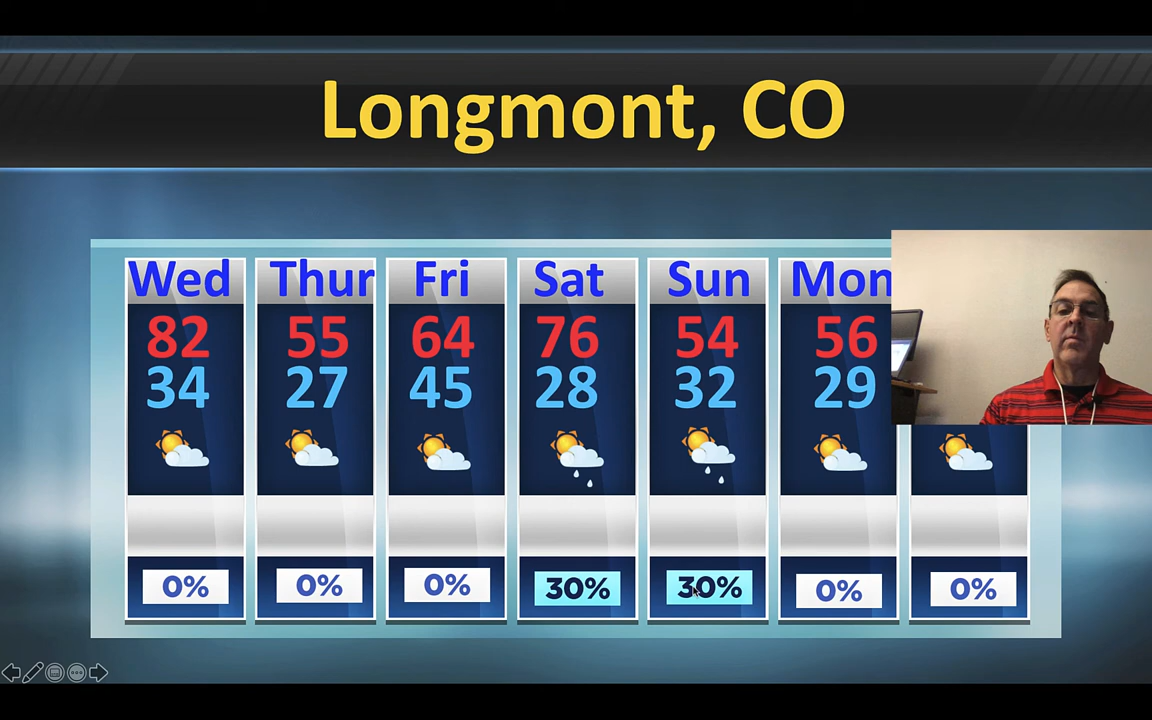 Longmont, CO
Wed Thur Fri Sat Sun Mon
82 55 64 76 54 56
34 27 45 28 32 29
0% 0% 0% 30% 30% 0% 0%